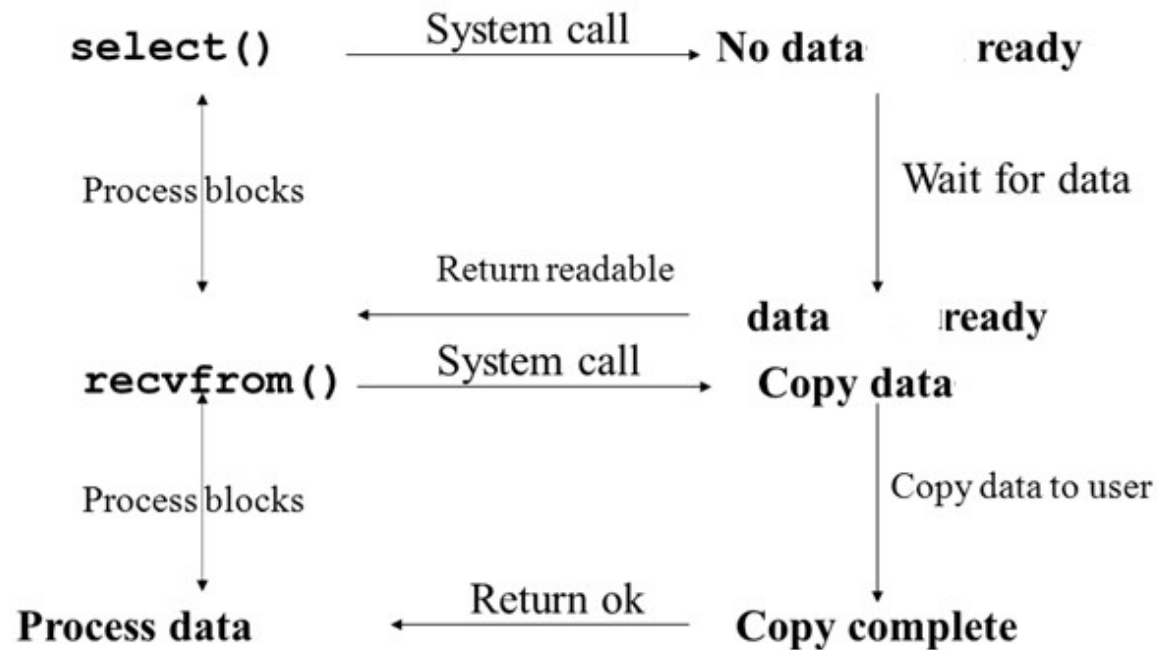 select() System call No data ready
Process blocks Wait for data
Return readable
data ready
recvfrom() System call Copy data
Process blocks Copy data to user
Process data Return ok Copy complete